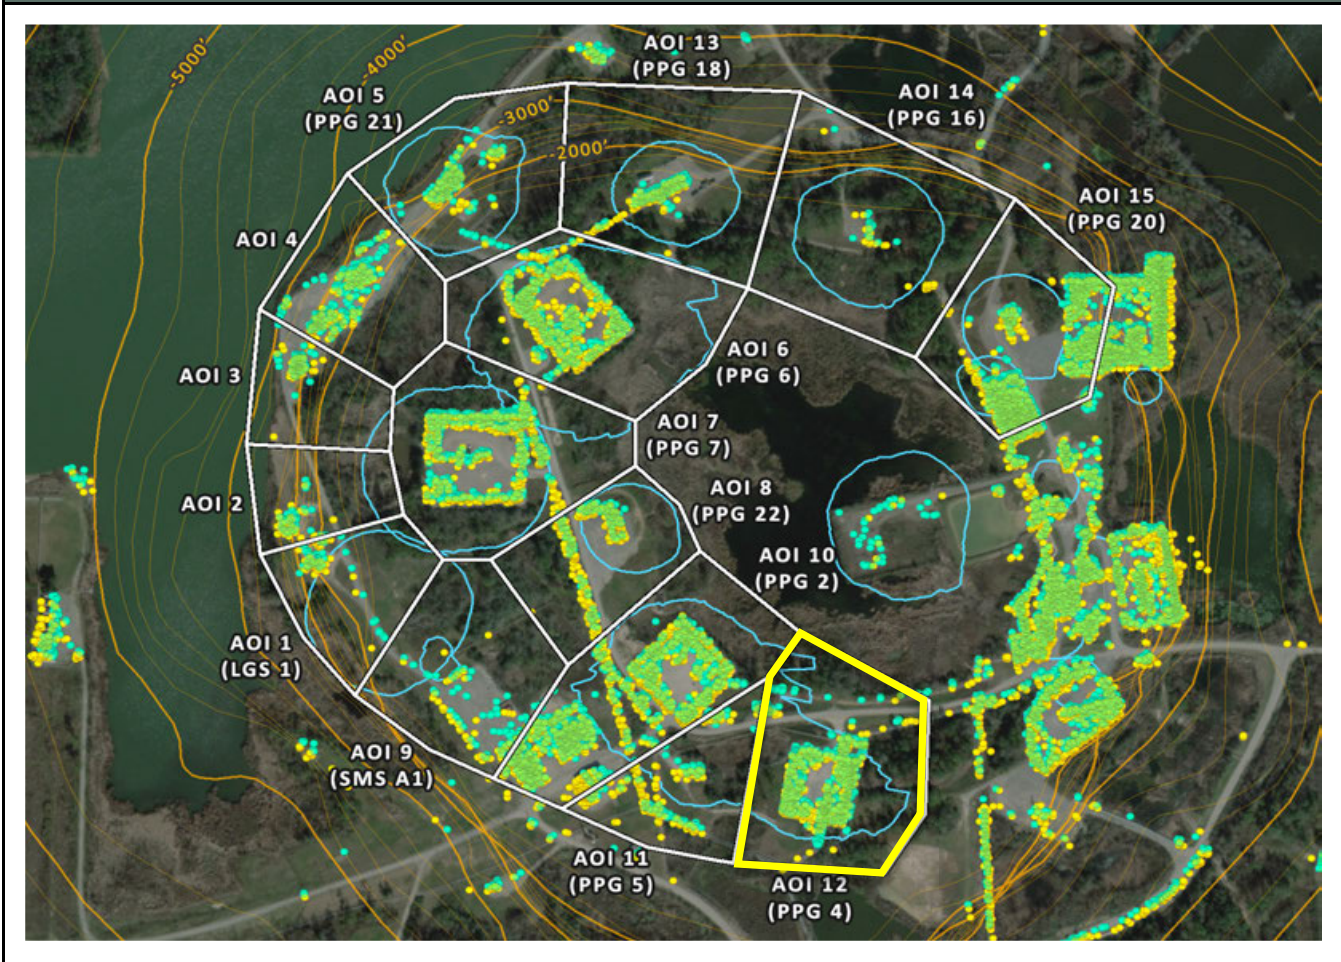 -5000'
-4000'
AOI 13
(PPG 18)
AOI 5
(PPG 21)
-3000'
-2000'
AOI 14
(PPG 16)
AOI 15
(PPG 20)
AOI 4
AOI 6
(PPG 6)
AOI 3
AOI 7
(PPG 7)
AOI 2
AOI 8
(PPG 22)
AOI 10
(PPG 2)
AOI 1
(LGS 1)
AOI 9
(SMS A1)
AOI 11
(PPG 5)
AOI 12
(PPG 4)